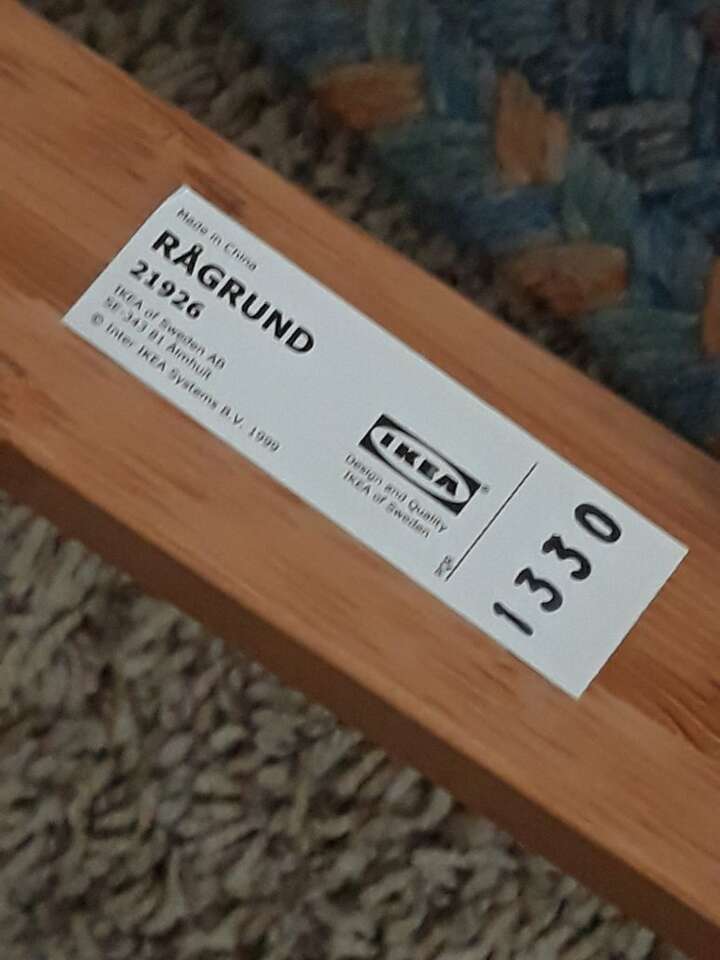 Made in China
RÅGRUND
21926
IKEA of Sweden AB
SE-343 81 Älmhult
© Inter IKEA Systems B.V. 1999
IKEA®
Design and Quality
IKEA of Sweden
1330